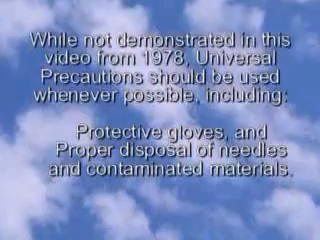 While not demonstrated in this
video from 1978, Universal
Precautions should be used
whenever possible, including:
Protective gloves, and
Proper disposal of needles
and contaminated materials.